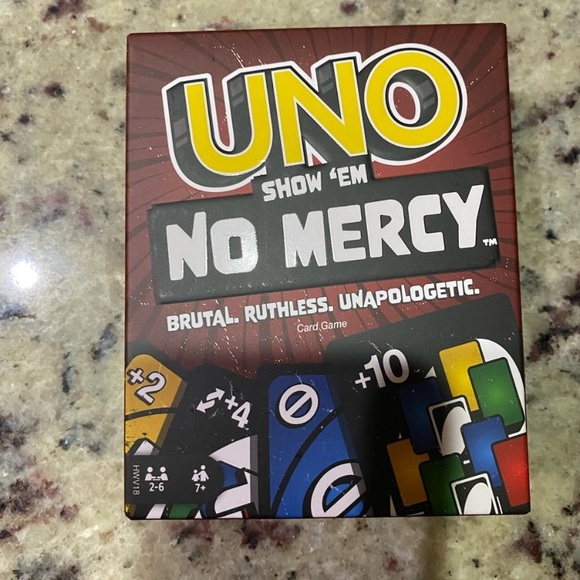 UNO
SHOW 'EM
NO MERCY™
BRUTAL. RUTHLESS. UNAPOLOGETIC.
Card Game
+2
+4
+10
HWV18
2-6
7+